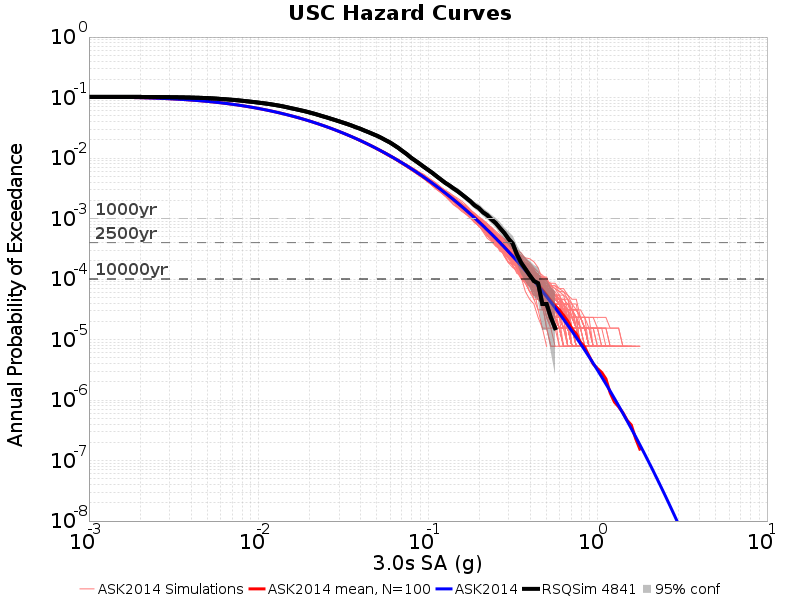 USC Hazard Curves
Annual Probability of Exceedance
10^0
10^-1
10^-2
10^-3
10^-4
10^-5
10^-6
10^-7
10^-8
1000yr
2500yr
10000yr
10^-3 10^-2 10^-1 10^0 10^1
3.0s SA (g)
ASK2014 Simulations ASK2014 mean, N=100 ASK2014 RSQSim 4841 95% conf